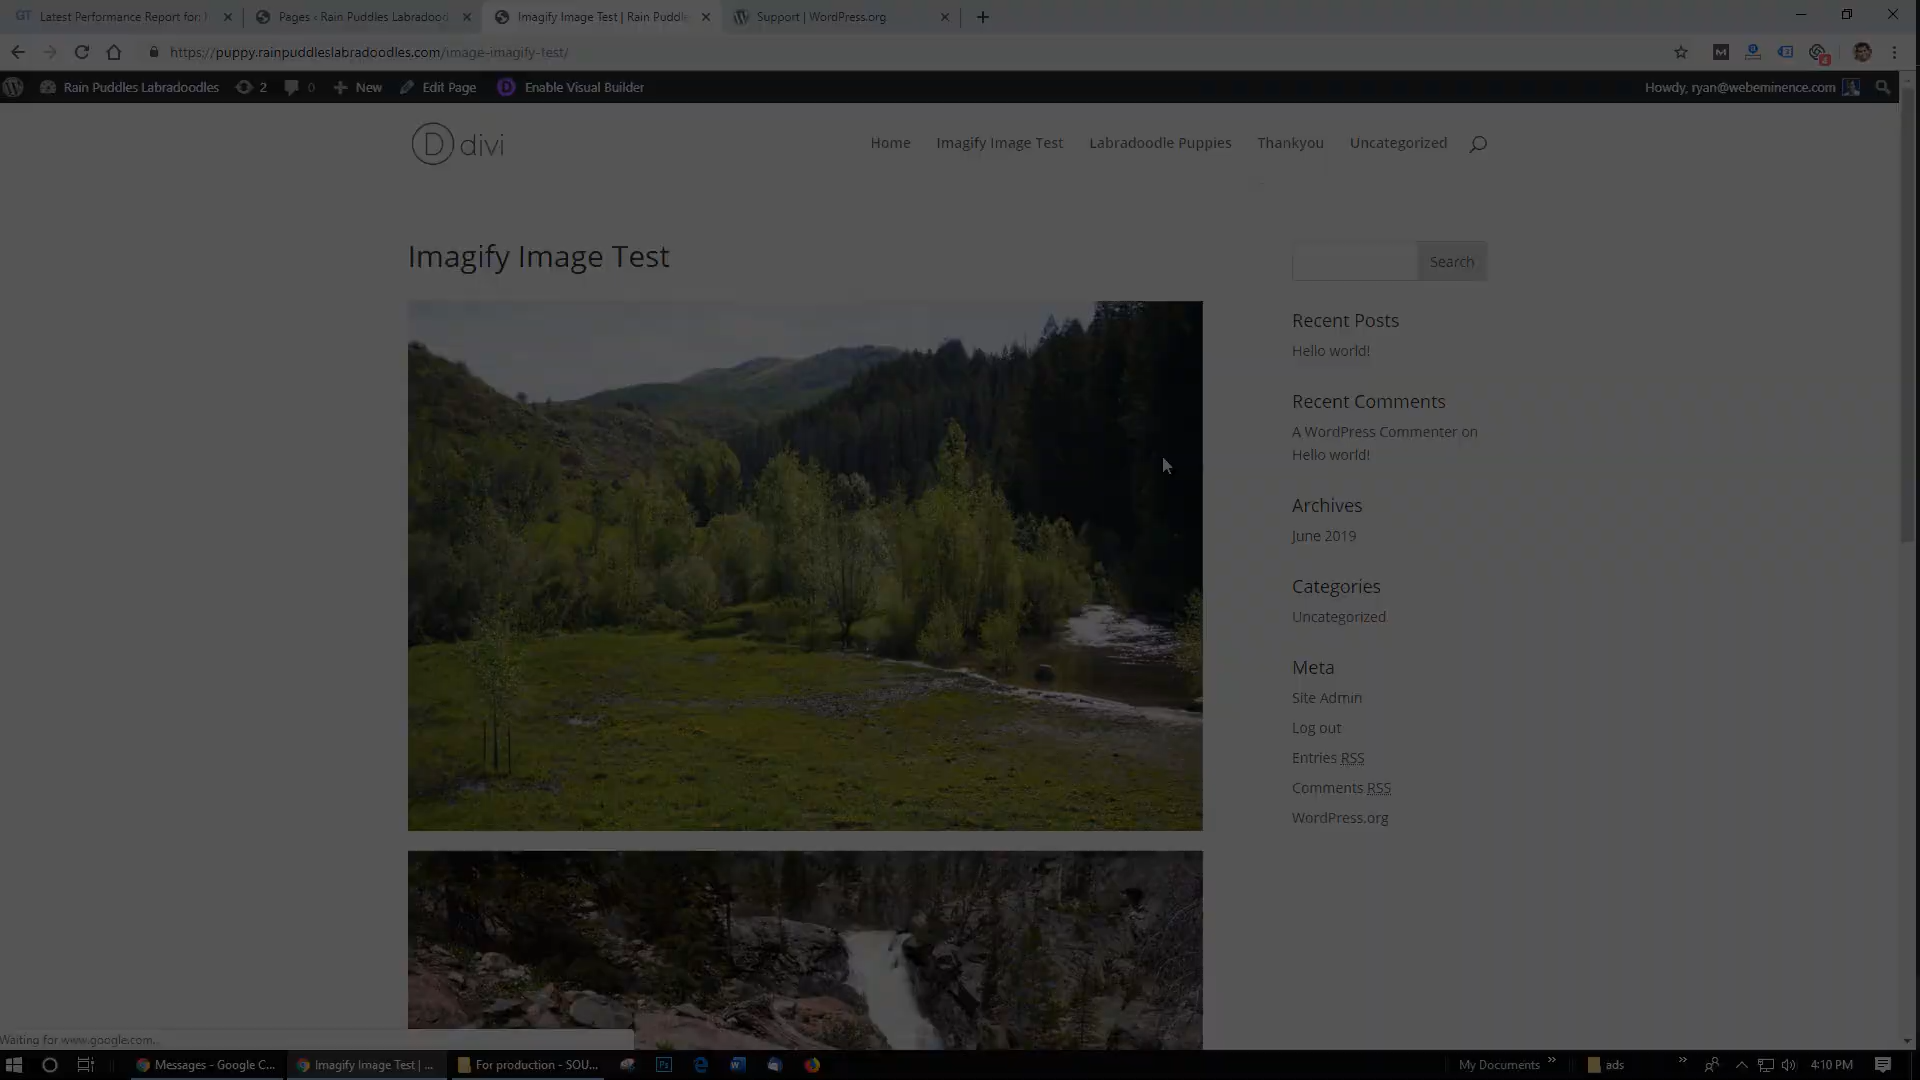 GT Latest Performance Report for:
Pages ‹ Rain Puddles Labradood
Imagify Image Test | Rain Puddle
Support | WordPress.org
https://puppy.rainpuddleslabradoodles.com/image-imagify-test/
Rain Puddles Labradoodles
2
0
New
Edit Page
Enable Visual Builder
Howdy, ryan@webeminence.com
D divi
Home
Imagify Image Test
Labradoodle Puppies
Thankyou
Uncategorized
Imagify Image Test
Search
Recent Posts
Hello world!
Recent Comments
A WordPress Commenter on
Hello world!
Archives
June 2019
Categories
Uncategorized
Meta
Site Admin
Log out
Entries RSS
Comments RSS
WordPress.org
Waiting for www.google.com...
Messages - Google C...
Imagify Image Test | ...
For production - SOU...
My Documents
ads
4:10 PM